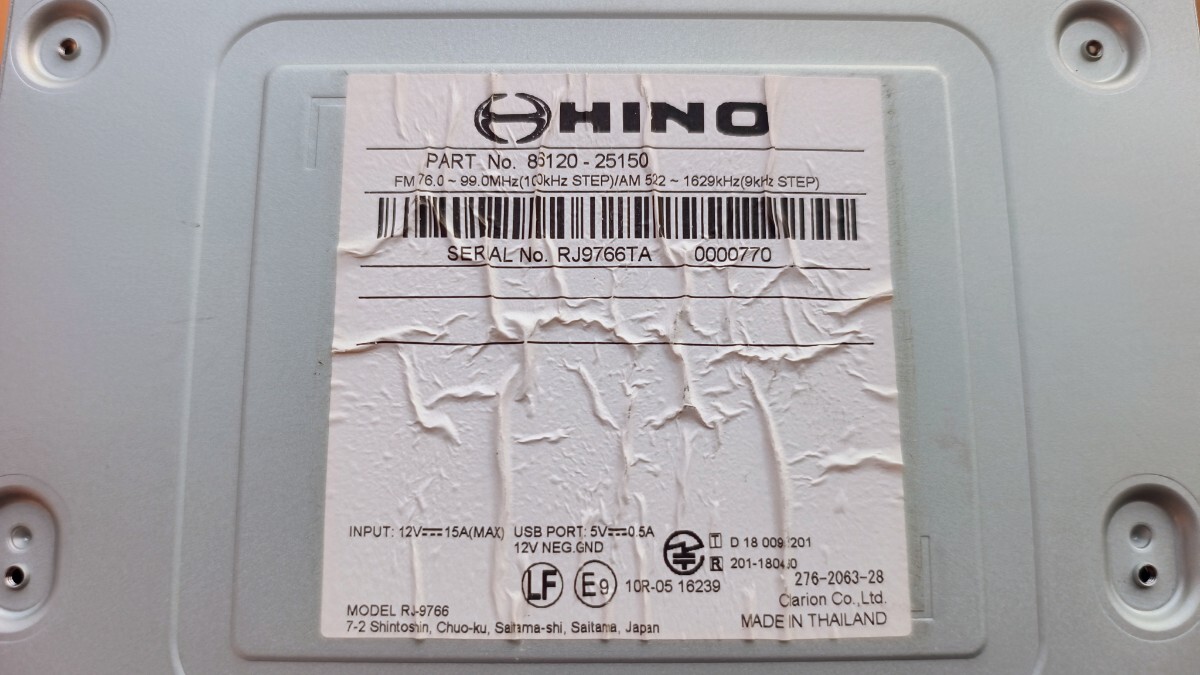 HINO
PART No. 86120-25150
FM 76.0 ~ 99.0MHz(100kHz STEP)/AM 522 ~ 1629kHz(9kHz STEP)
SERIAL No. RJ9766TA 0000770
INPUT: 12V⎓15A(MAX) USB PORT: 5V⎓0.5A
12V NEG.GND
T D 18 0091201
R 201-180430
LF E9 10R-05 16239
276-2063-28
Clarion Co.,Ltd.
MODEL RJ-9766
MADE IN THAILAND
7-2 Shintoshin, Chuo-ku, Saitama-shi, Saitama, Japan